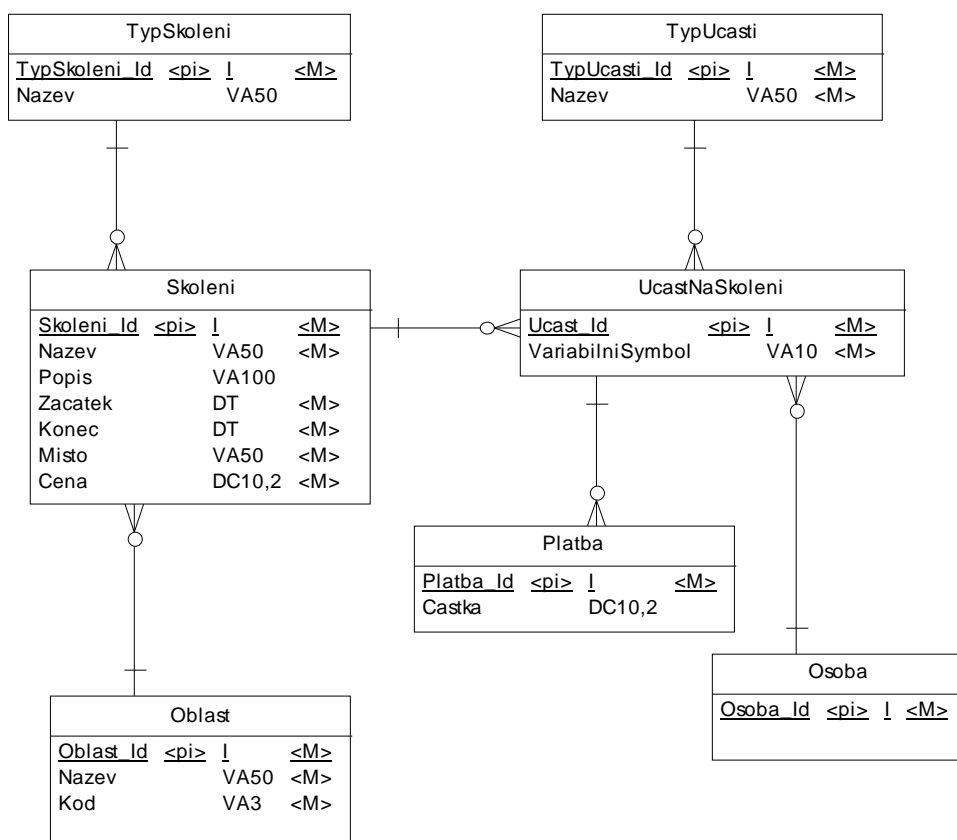 TypSkoleni
TypSkoleni_Id <pi> I <M>
Nazev VA50
TypUcasti
TypUcasti_Id <pi> I <M>
Nazev VA50 <M>
Skoleni
Skoleni_Id <pi> I <M>
Nazev VA50 <M>
Popis VA100
Zacatek DT <M>
Konec DT <M>
Misto VA50 <M>
Cena DC10,2 <M>
UcastNaSkoleni
Ucast_Id <pi> I <M>
VariabilniSymbol VA10 <M>
Platba
Platba_Id <pi> I <M>
Castka DC10,2
Osoba
Osoba_Id <pi> I <M>
Oblast
Oblast_Id <pi> I <M>
Nazev VA50 <M>
Kod VA3 <M>